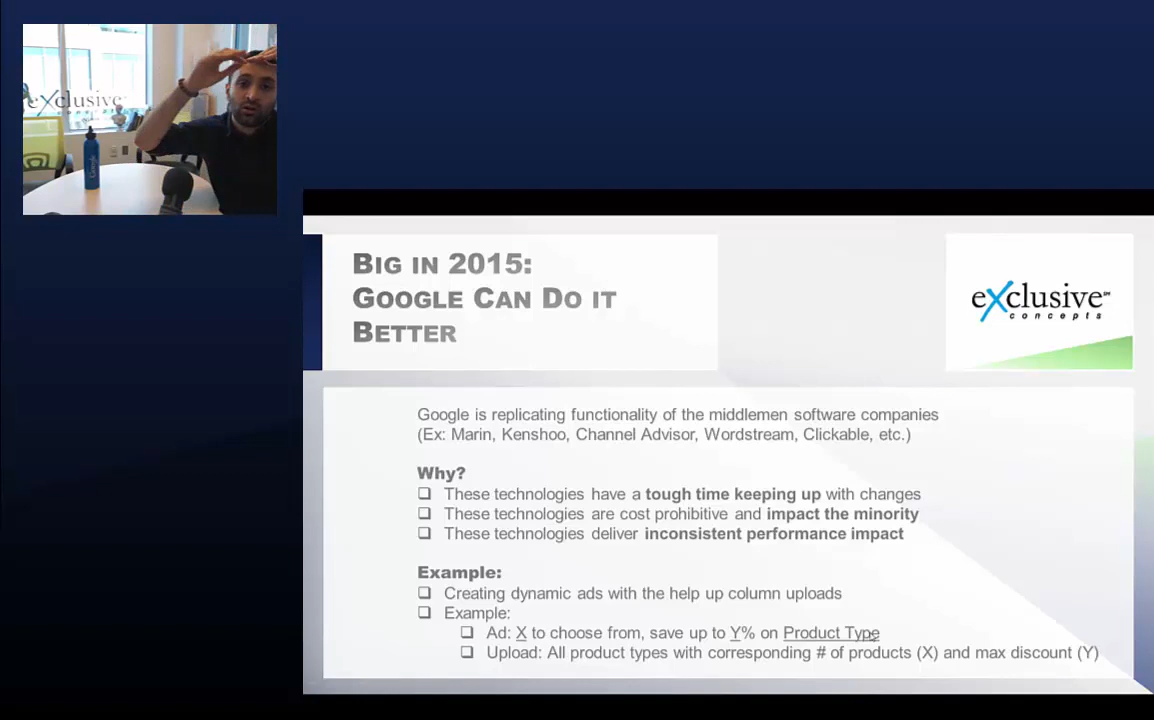 exclusive
Google
BIG IN 2015:
GOOGLE CAN DO IT
BETTER
exclusive℠
concepts
Google is replicating functionality of the middlemen software companies
(Ex: Marin, Kenshoo, Channel Advisor, Wordstream, Clickable, etc.)
Why?
❑ These technologies have a tough time keeping up with changes
❑ These technologies are cost prohibitive and impact the minority
❑ These technologies deliver inconsistent performance impact
Example:
❑ Creating dynamic ads with the help up column uploads
❑ Example:
❑ Ad: X to choose from, save up to Y% on Product Type
❑ Upload: All product types with corresponding # of products (X) and max discount (Y)